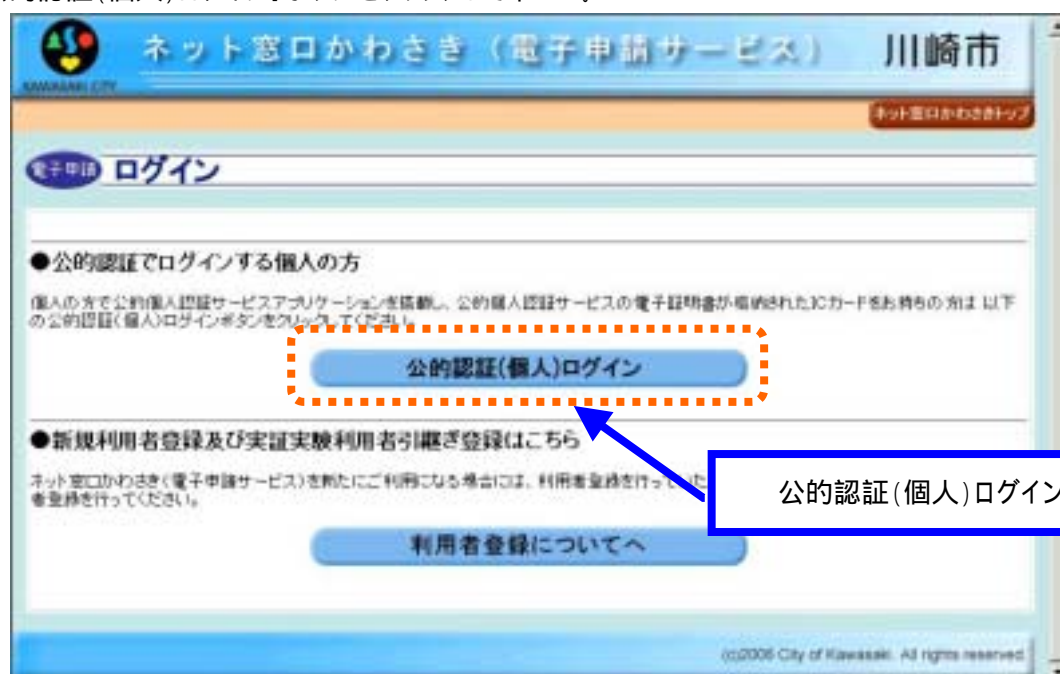 ネット窓口かわさき（電子申請サービス）
川崎市
KAWASAKI CITY
ネット窓口かわさきトップ
電子申請 ログイン
●公的認証でログインする個人の方
個人の方で公的個人認証サービスアプリケーションを搭載し、公的個人認証サービスの電子証明書が格納されたICカードをお持ちの方は 以下
の公的認証(個人)ログインボタンをクリックしてください。
公的認証(個人)ログイン
●新規利用者登録及び実証実験利用者引継ぎ登録はこちら
ネット窓口かわさき(電子申請サービス)を新たにご利用になる場合には、利用者登録を行っていた
者登録を行ってください。
公的認証(個人)ログイン
利用者登録についてへ
(c)2006 City of Kawasaki. All rights reserved.